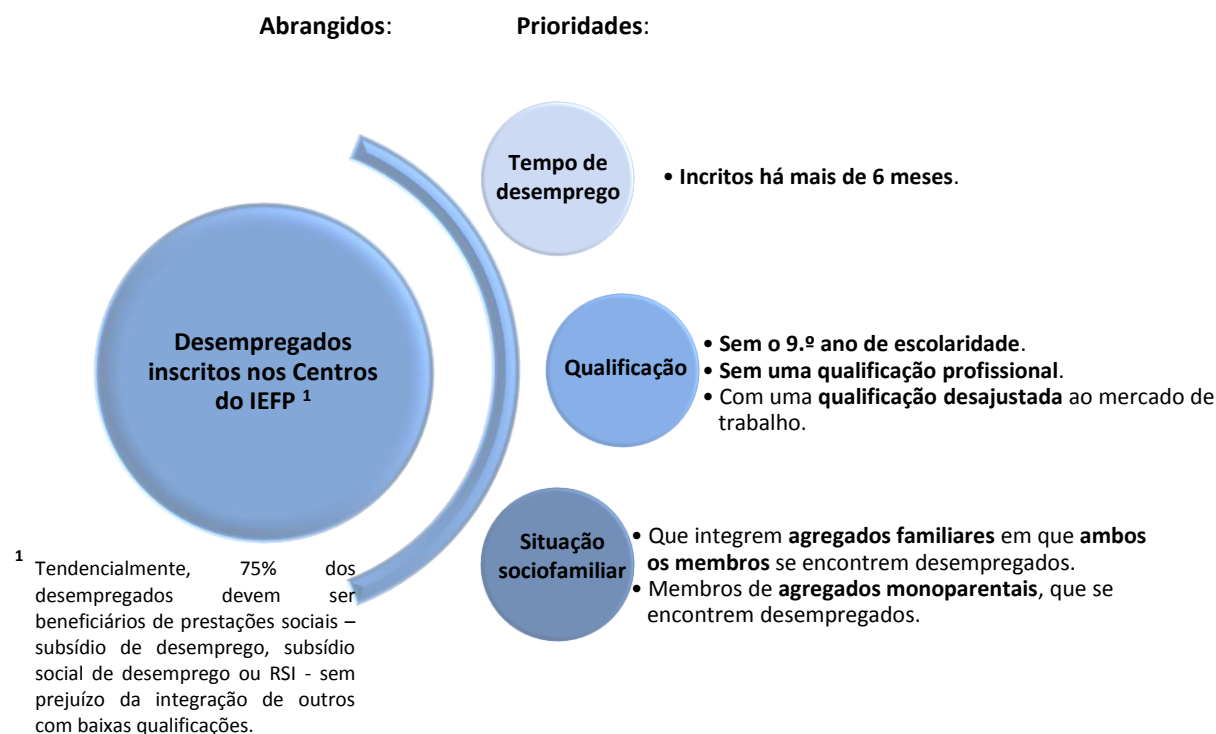 Abrangidos:
Prioridades:
Tempo de
desemprego
• Incritos há mais de 6 meses.
Desempregados
inscritos nos Centros
do IEFP ¹
Qualificação
• Sem o 9.º ano de escolaridade.
• Sem uma qualificação profissional.
• Com uma qualificação desajustada ao mercado de
trabalho.
Situação
sociofamiliar
• Que integrem agregados familiares em que ambos
os membros se encontrem desempregados.
• Membros de agregados monoparentais, que se
encontrem desempregados.
¹ Tendencialmente, 75% dos
desempregados devem ser
beneficiários de prestações sociais –
subsídio de desemprego, subsídio
social de desemprego ou RSI - sem
prejuízo da integração de outros
com baixas qualificações.